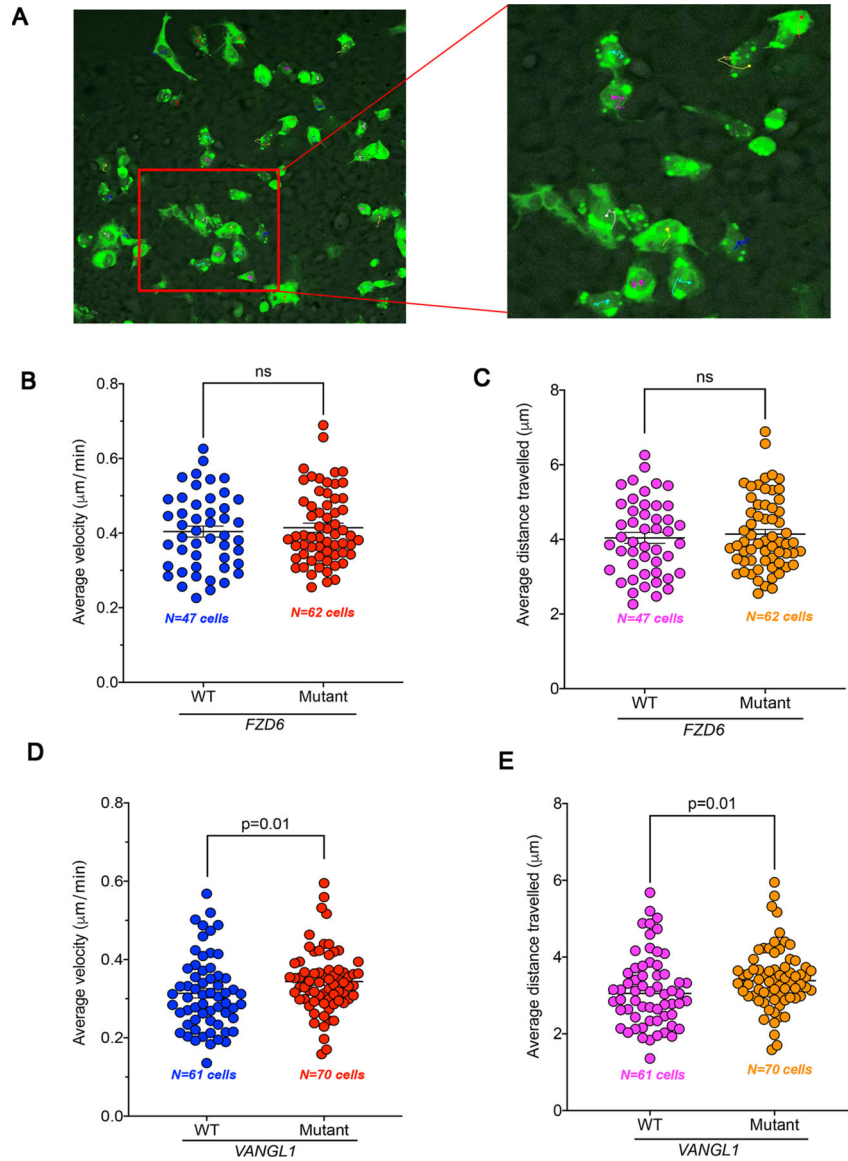 A
B
Average velocity (μm/min)
0.8
0.6
0.4
0.2
0.0
ns
N=47 cells
N=62 cells
WT
Mutant
FZD6
C
Average distance travelled (μm)
8
6
4
2
0
ns
N=47 cells
N=62 cells
WT
Mutant
FZD6
D
Average velocity (μm/min)
0.8
0.6
0.4
0.2
0.0
p=0.01
N=61 cells
N=70 cells
WT
Mutant
VANGL1
E
Average distance travelled (μm)
8
6
4
2
0
p=0.01
N=61 cells
N=70 cells
WT
Mutant
VANGL1